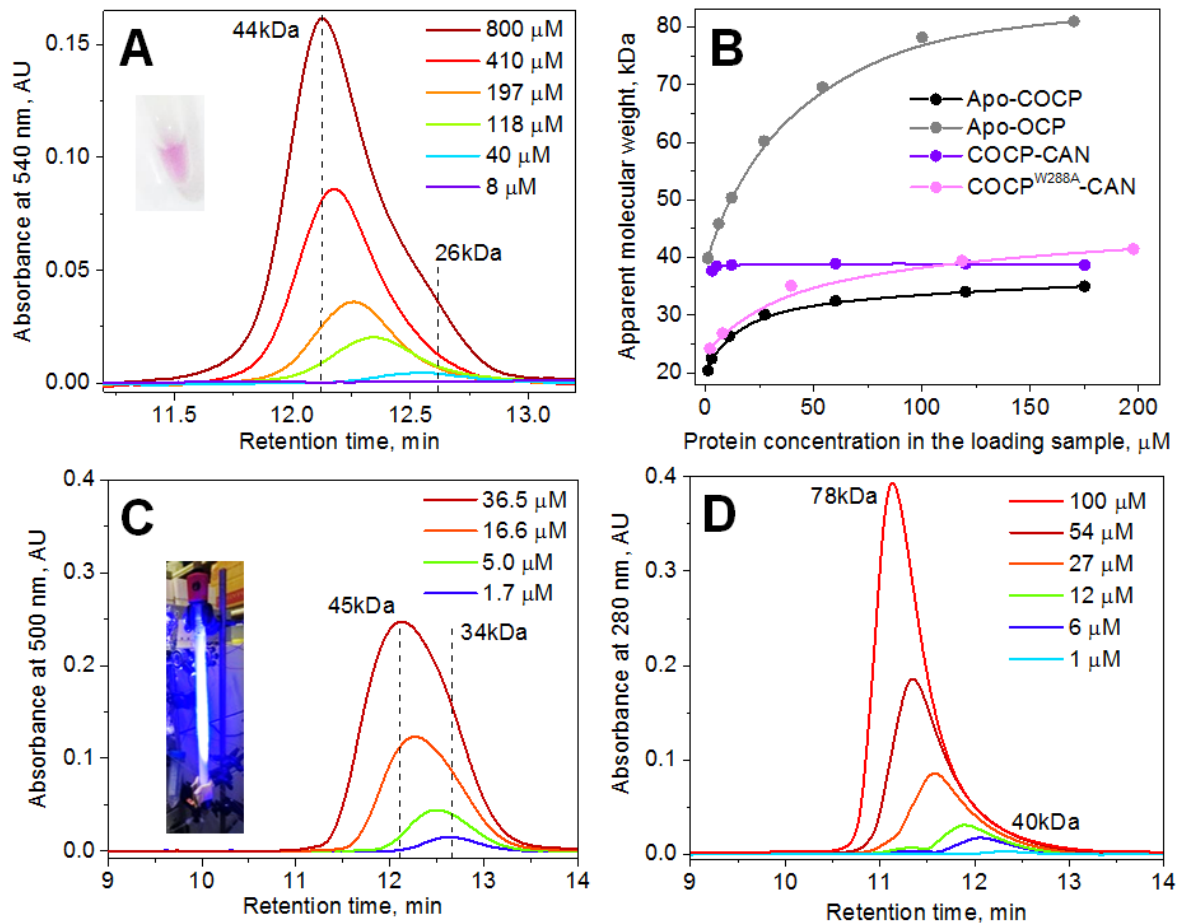 A
44kDa
26kDa
800 μM
410 μM
197 μM
118 μM
40 μM
8 μM
Absorbance at 540 nm, AU
0.15
0.10
0.05
0.00
11.5
12.0
12.5
13.0
Retention time, min
B
Apo-COCP
Apo-OCP
COCP-CAN
COCP^W288A-CAN
Apparent molecular weight, kDa
80
70
60
50
40
30
20
0
50
100
150
200
Protein concentration in the loading sample, μM
C
45kDa
34kDa
36.5 μM
16.6 μM
5.0 μM
1.7 μM
Absorbance at 500 nm, AU
0.4
0.3
0.2
0.1
0.0
9
10
11
12
13
14
Retention time, min
D
78kDa
40kDa
100 μM
54 μM
27 μM
12 μM
6 μM
1 μM
Absorbance at 280 nm, AU
0.4
0.3
0.2
0.1
0.0
9
10
11
12
13
14
Retention time, min